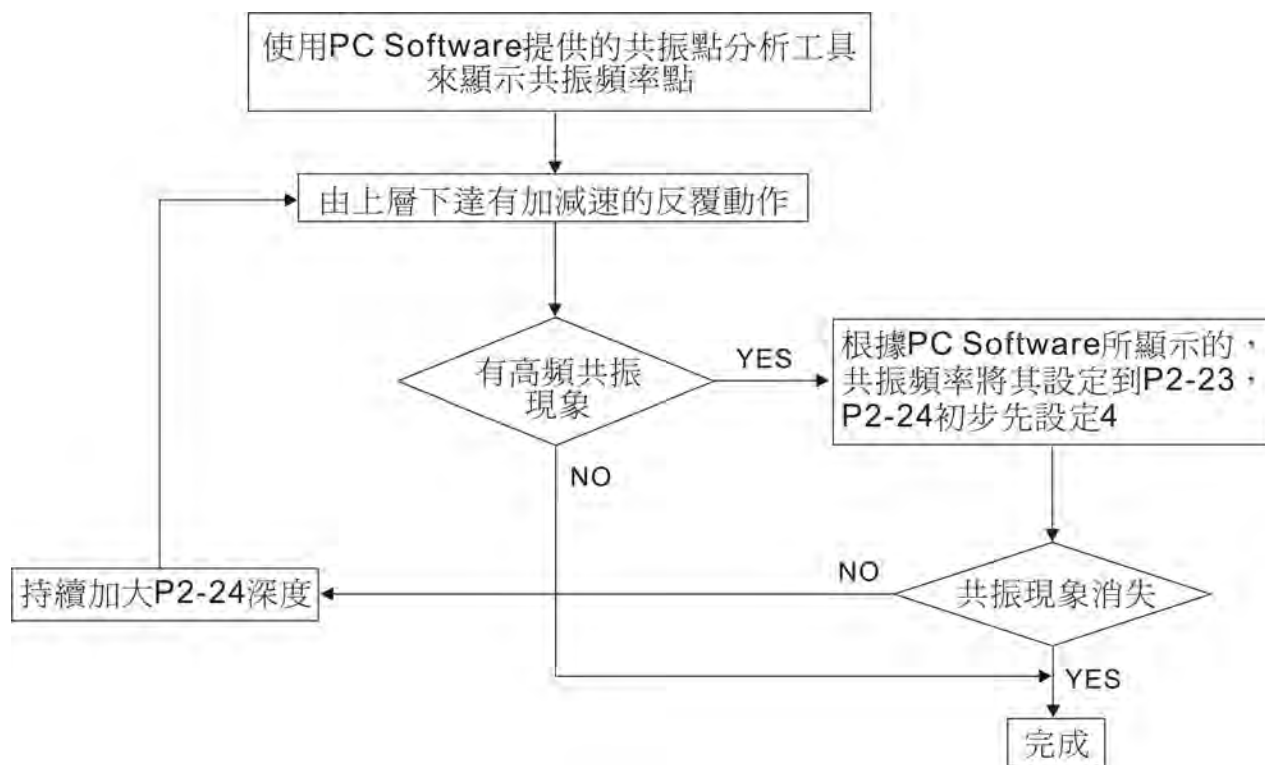 使用PC Software提供的共振點分析工具
來顯示共振頻率點
由上層下達有加減速的反覆動作
有高頻共振
現象
YES
根據PC Software所顯示的，
共振頻率將其設定到P2-23，
P2-24初步先設定4
NO
持續加大P2-24深度
NO
共振現象消失
YES
完成